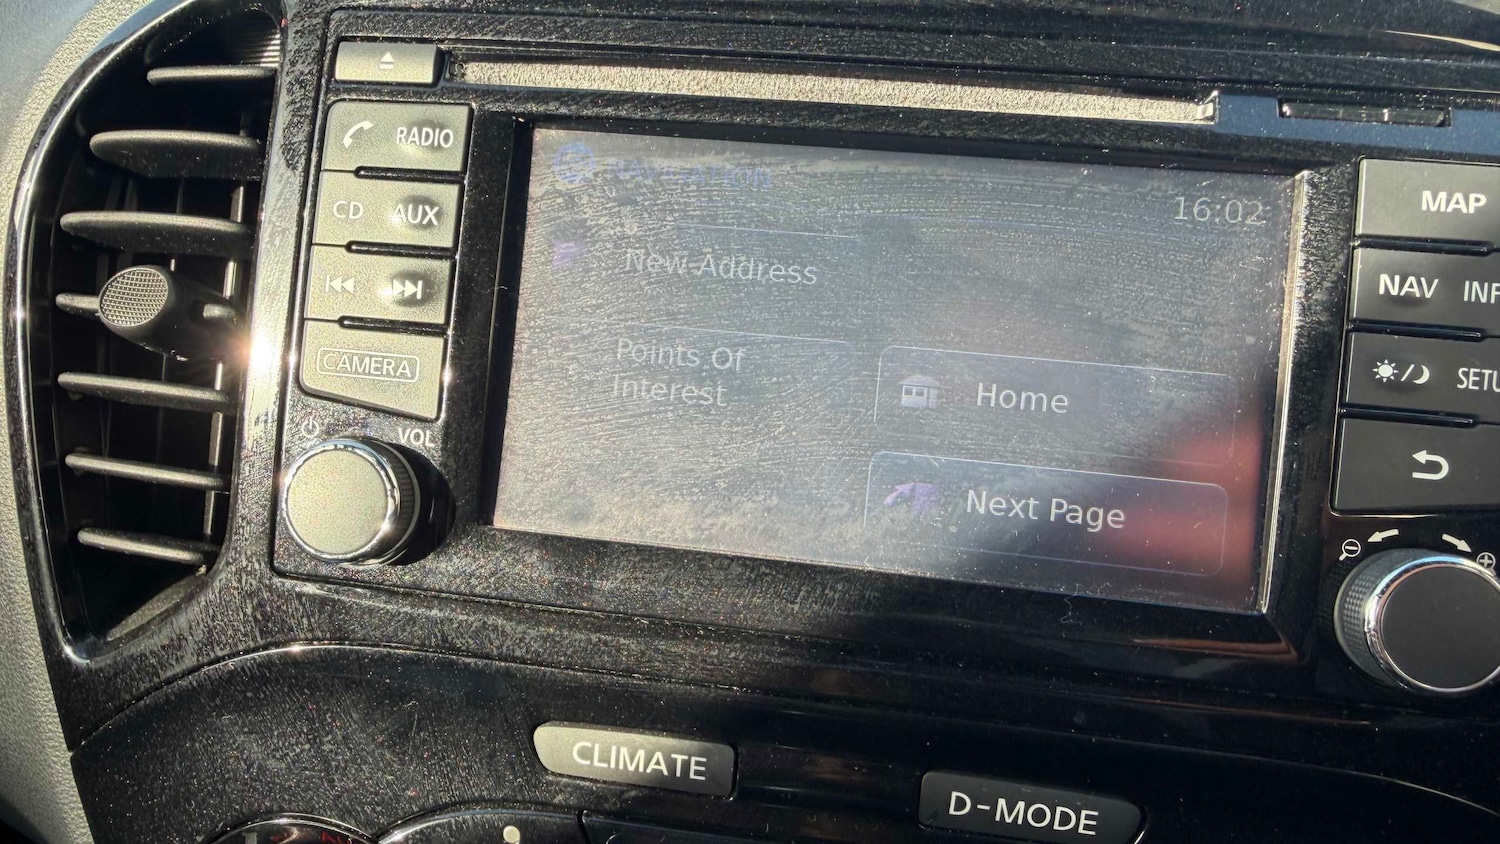 RADIO
CD AUX
CAMERA
VOL
NAVIGATION
16:02
New Address
Points Of
Interest
Home
Next Page
MAP
NAV
CLIMATE
D-MODE